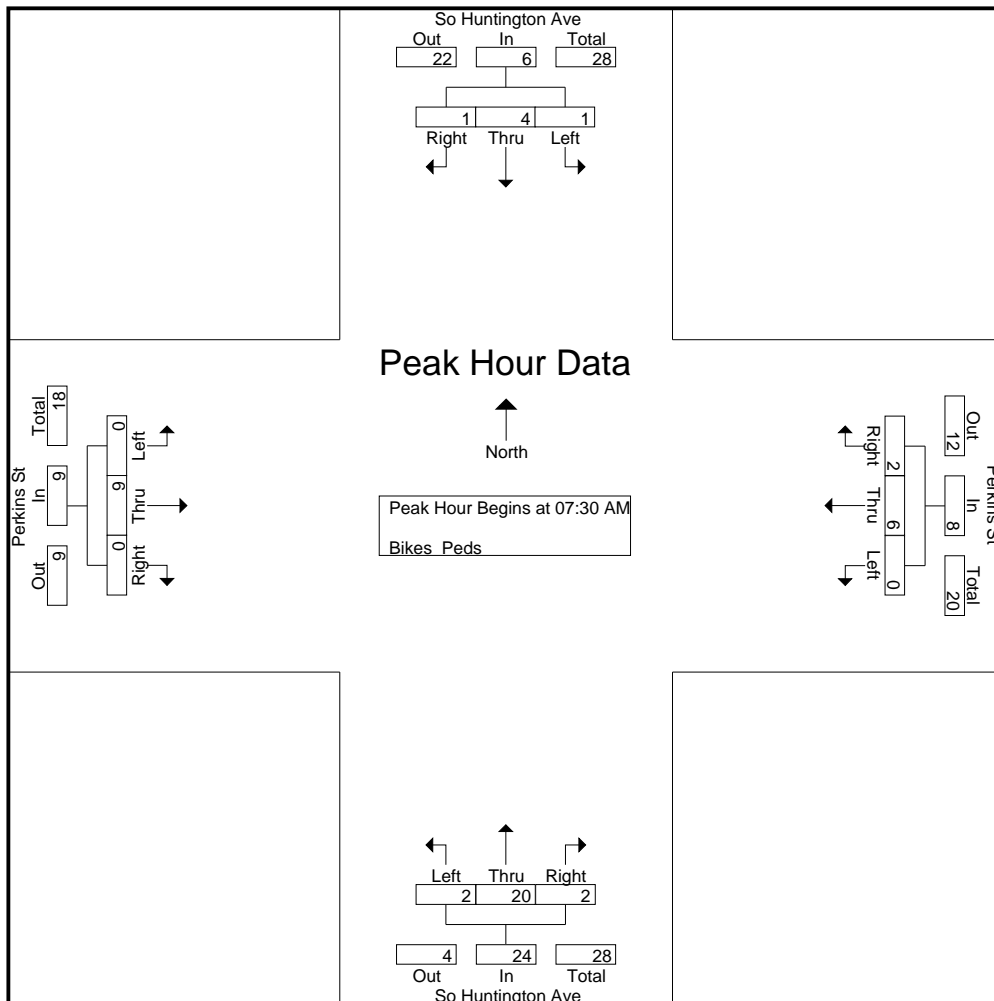 So Huntington Ave
Out In Total
22 6 28
1 4 1
Right Thru Left
Peak Hour Data
North
Peak Hour Begins at 07:30 AM
Bikes Peds
Perkins St
Total In Out
18 9 9
0 9 0
Left Thru Right
Perkins St
Out In Total
12 8 20
2 6 0
Right Thru Left
Left Thru Right
2 20 2
4 24 28
Out In Total
So Huntington Ave